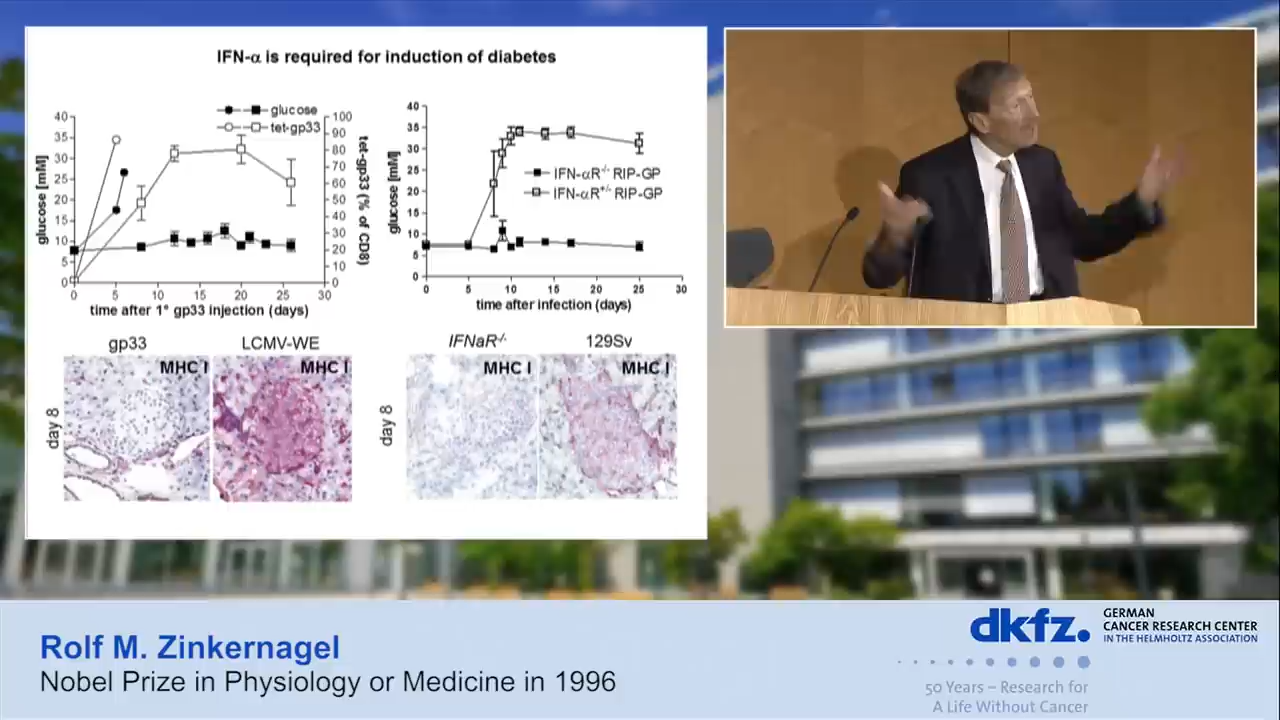 IFN-α is required for induction of diabetes
glucose
tet-gp33
40
35
30
25
20
15
10
5
0
100
90
80
70
60
50
40
30
20
10
0
glucose [mM]
tet-gp33 (% of CD8)
0 5 10 15 20 25 30
time after 1° gp33 injection (days)
40
35
30
25
20
15
10
5
0
glucose [mM]
IFN-αR-/- RIP-GP
IFN-αR+/- RIP-GP
0 5 10 15 20 25 30
time after infection (days)
gp33 LCMV-WE
MHC I MHC I
day 8
IFNaR-/- 129Sv
MHC I MHC I
day 8
Rolf M. Zinkernagel
Nobel Prize in Physiology or Medicine in 1996
dkfz.
GERMAN
CANCER RESEARCH CENTER
IN THE HELMHOLTZ ASSOCIATION
50 Years – Research for
A Life Without Cancer